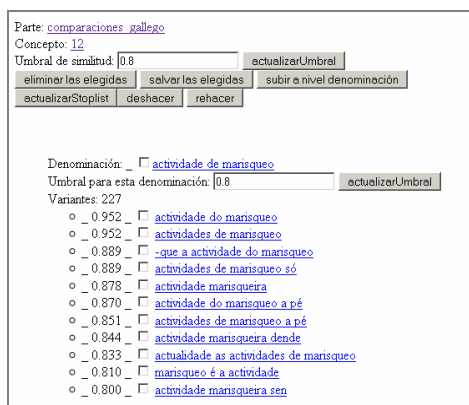 Parte: comparaciones_gallego
Concepto: 12
Umbral de similitud: 0.8 actualizarUmbral
eliminar las elegidas salvar las elegidas subir a nivel denominación
actualizarStoplist deshacer rehacer
Denominación: _ actividade de marisqueo
Umbral para esta denominación: 0.8 actualizarUmbral
Variantes: 227
_ 0.952 _ actividade do marisqueo
_ 0.952 _ actividades de marisqueo
_ 0.889 _ -que a actividade do marisqueo
_ 0.889 _ actividades de marisqueo só
_ 0.878 _ actividade marisqueira
_ 0.870 _ actividade do marisqueo a pé
_ 0.851 _ actividades de marisqueo a pé
_ 0.844 _ actividade marisqueira dende
_ 0.833 _ actualidade as actividades de marisqueo
_ 0.810 _ marisqueo é a actividade
_ 0.800 _ actividade marisqueira sen